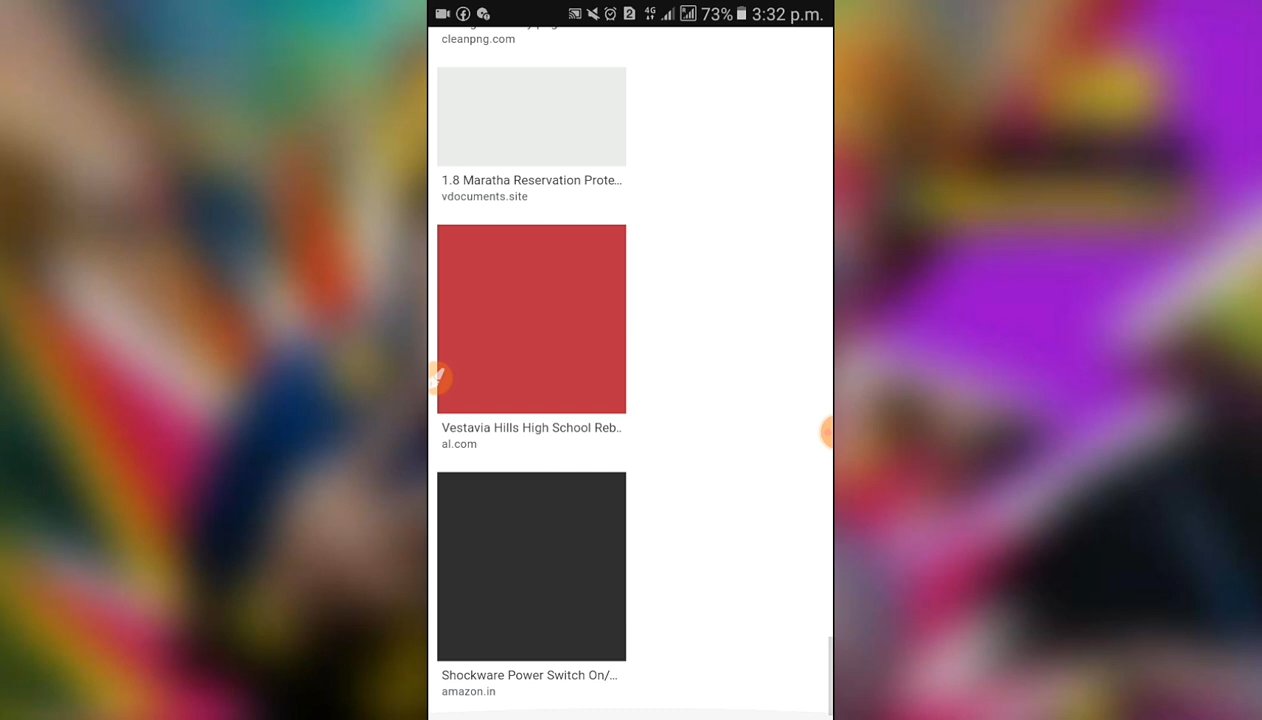 73% 3:32 p.m.
cleanpng.com
1.8 Maratha Reservation Prote...
vdocuments.site
Vestavia Hills High School Reb..
al.com
Shockware Power Switch On/...
amazon.in